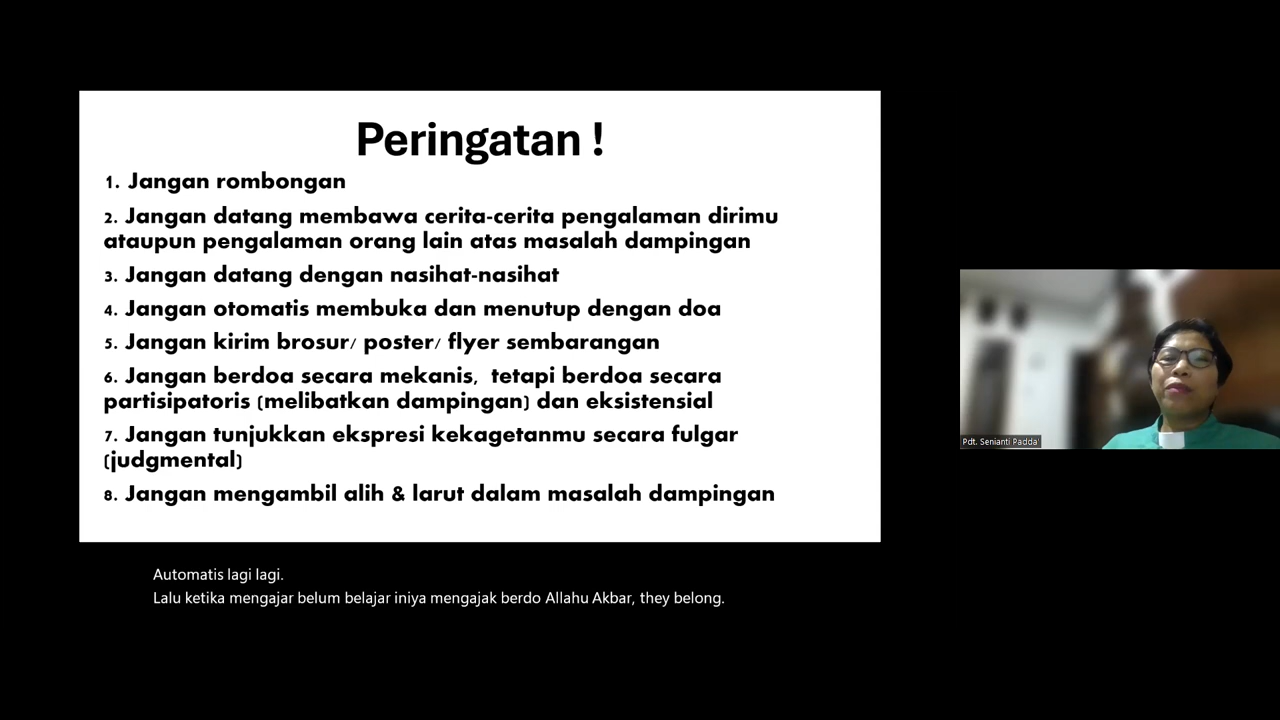 Peringatan !
1. Jangan rombongan
2. Jangan datang membawa cerita-cerita pengalaman dirimu
ataupun pengalaman orang lain atas masalah dampingan
3. Jangan datang dengan nasihat-nasihat
4. Jangan otomatis membuka dan menutup dengan doa
5. Jangan kirim brosur/ poster/ flyer sembarangan
6. Jangan berdoa secara mekanis, tetapi berdoa secara
partisipatoris (melibatkan dampingan) dan eksistensial
7. Jangan tunjukkan ekspresi kekagetanmu secara fulgar
(judgmental)
8. Jangan mengambil alih & larut dalam masalah dampingan
Pdt. Senianti Padda'
Automatis lagi lagi.
Lalu ketika mengajar belum belajar iniya mengajak berdo Allahu Akbar, they belong.